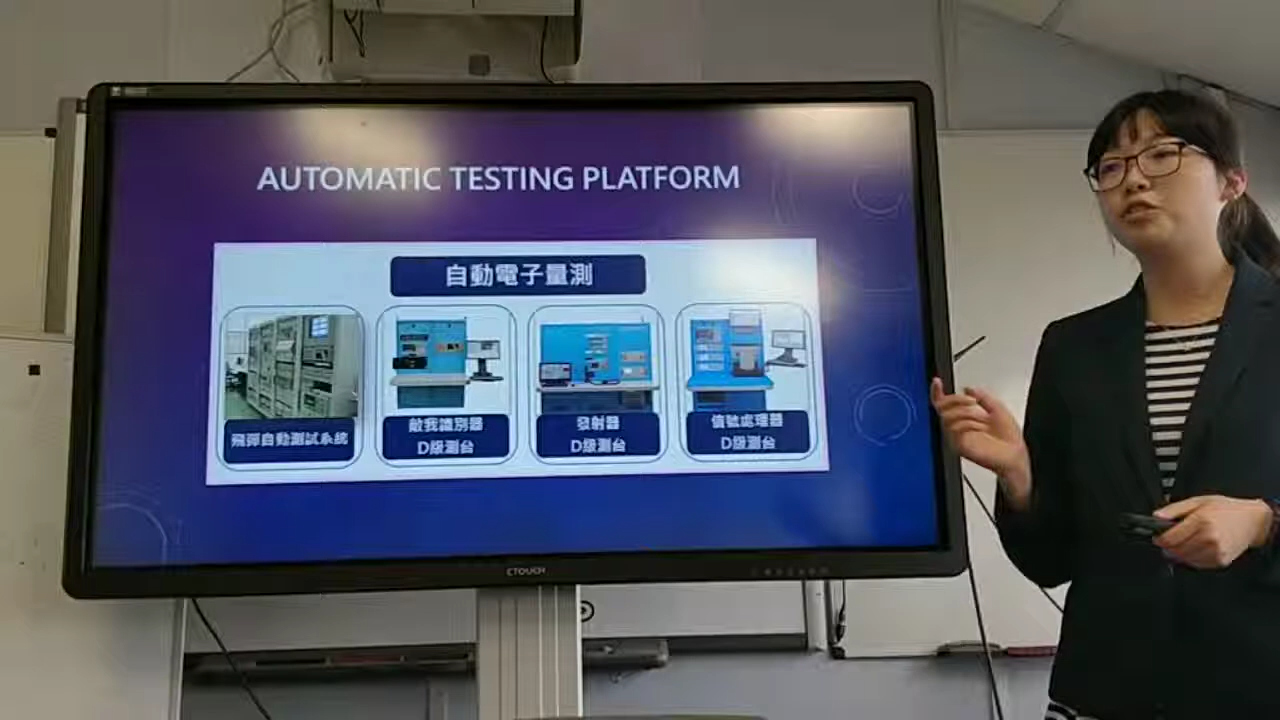 AUTOMATIC TESTING PLATFORM
自動電子量測
飛彈自動測試系統
敵我識別器
D級測台
發射器
D級測台
信號處理器
D級測台
CTOUCH